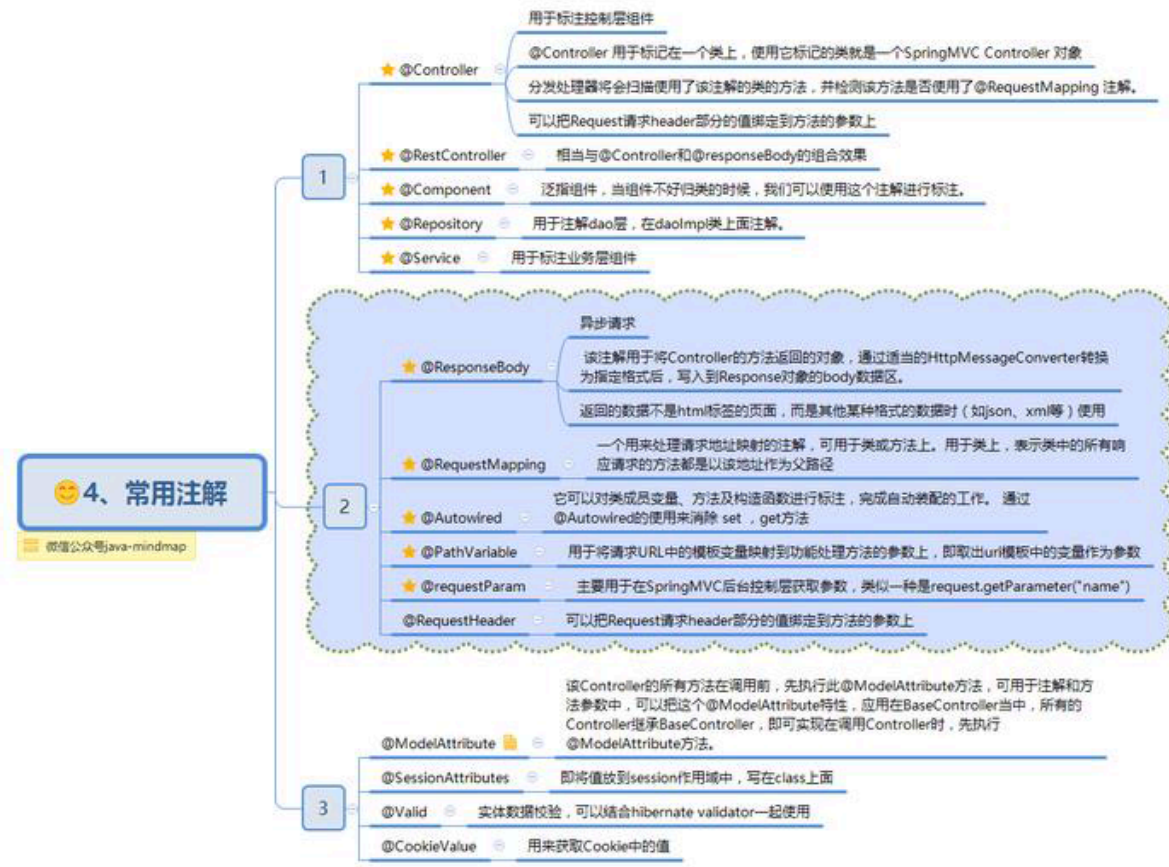 4、常用注解
微信公众号java-mindmap
1
@Controller
用于标注控制层组件
@Controller 用于标记在一个类上，使用它标记的类就是一个SpringMVC Controller 对象
分发处理器将会扫描使用了该注解的类的方法，并检测该方法是否使用了@RequestMapping 注解。
可以把Request请求header部分的值绑定到方法的参数上
@RestController
相当与@Controller和@responseBody的组合效果
@Component
泛指组件，当组件不好归类的时候，我们可以使用这个注解进行标注。
@Repository
用于注解dao层，在daoImpl类上面注解。
@Service
用于标注业务层组件
2
@ResponseBody
异步请求
该注解用于将Controller的方法返回的对象，通过适当的HttpMessageConverter转换
为指定格式后，写入到Response对象的body数据区。
返回的数据不是html标签的页面，而是其他某种格式的数据时（如json、xml等）使用
@RequestMapping
一个用来处理请求地址映射的注解，可用于类或方法上。用于类上，表示类中的所有响
应请求的方法都是以该地址作为父路径
@Autowired
它可以对类成员变量、方法及构造函数进行标注，完成自动装配的工作。 通过
@Autowired的使用来消除 set ，get方法
@PathVariable
用于将请求URL中的模板变量映射到功能处理方法的参数上，即取出uri模板中的变量作为参数
@requestParam
主要用于在SpringMVC后台控制层获取参数，类似一种是request.getParameter("name")
@RequestHeader
可以把Request请求header部分的值绑定到方法的参数上
3
@ModelAttribute
该Controller的所有方法在调用前，先执行此@ModelAttribute方法，可用于注解和方
法参数中，可以把这个@ModelAttribute特性，应用在BaseController当中，所有的
Controller继承BaseController，即可实现在调用Controller时，先执行
@ModelAttribute方法。
@SessionAttributes
即将值放到session作用域中，写在class上面
@Valid
实体数据校验，可以结合hibernate validator一起使用
@CookieValue
用来获取Cookie中的值